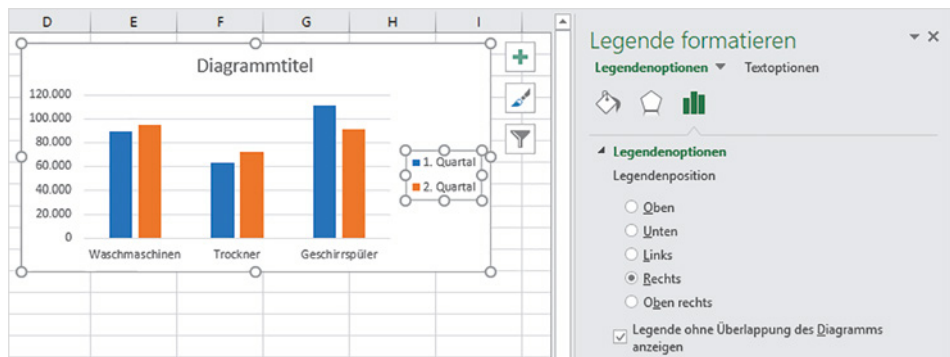 D E F G H I
Diagrammtitel
120.000
100.000
80.000
60.000
40.000
20.000
0
Waschmaschinen Trockner Geschirrspüler
1. Quartal
2. Quartal
Legende formatieren
Legendenoptionen Textoptionen
Legendenoptionen
Legendenposition
Oben
Unten
Links
Rechts
Oben rechts
Legende ohne Überlappung des Diagramms
anzeigen